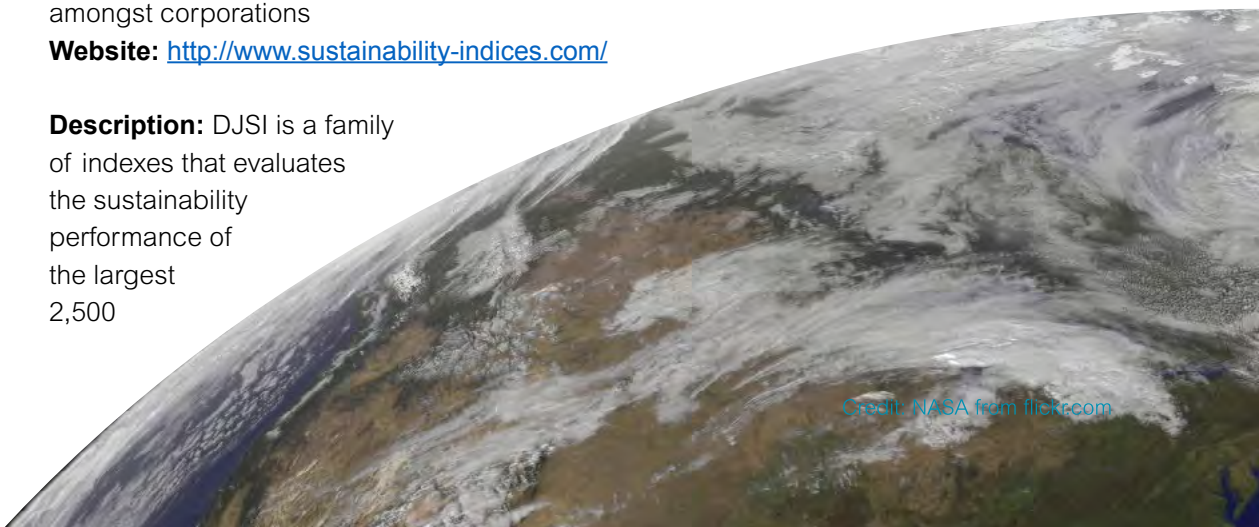 amongst corporations
Website: http://www.sustainability-indices.com/
Description: DJSI is a family
of indexes that evaluates
the sustainability
performance of
the largest
2,500
Credit: NASA from flickr.com